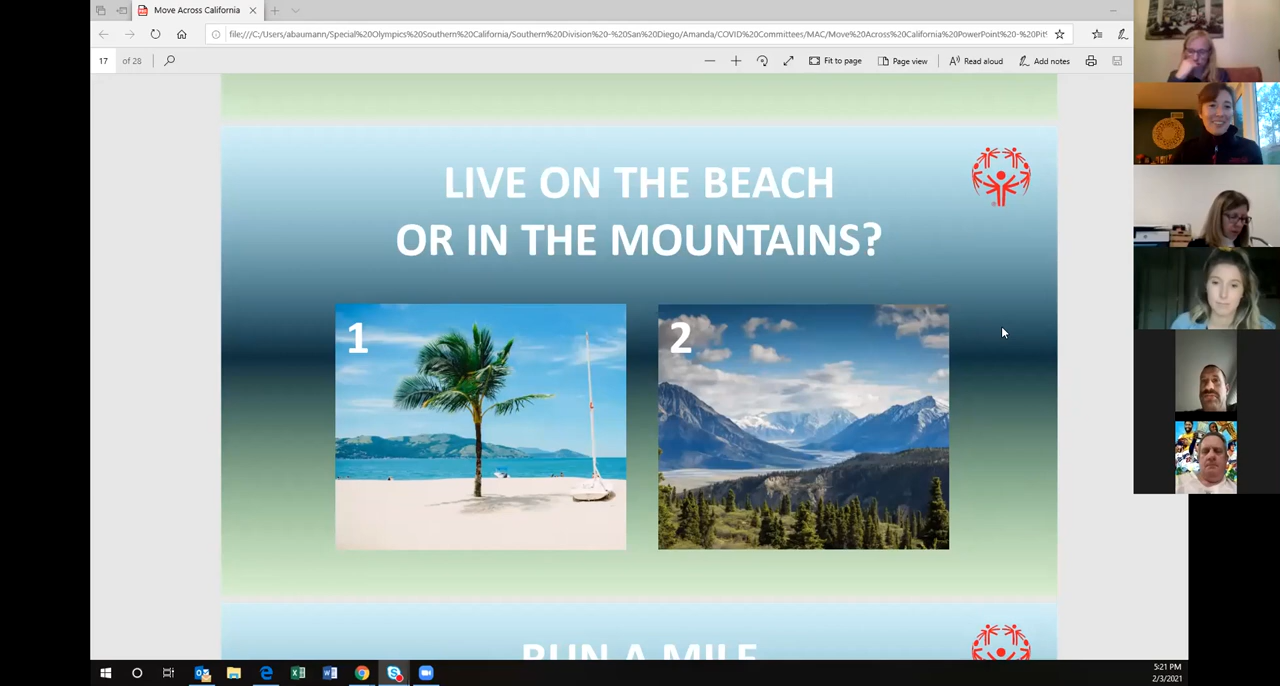 Move Across California
file:///C:/Users/abaumann/Special%20Olympics%20Southern%20California/Southern%20Division%20-%20San%20Diego/Amanda/COVID%20Committees/MAC/Move%20Across%20California%20PowerPoint%20-%20Pit
17 of 28
Fit to page
Page view
Read aloud
Add notes
LIVE ON THE BEACH
OR IN THE MOUNTAINS?
1
2
RUN A MILE
5:21 PM
2/3/2021